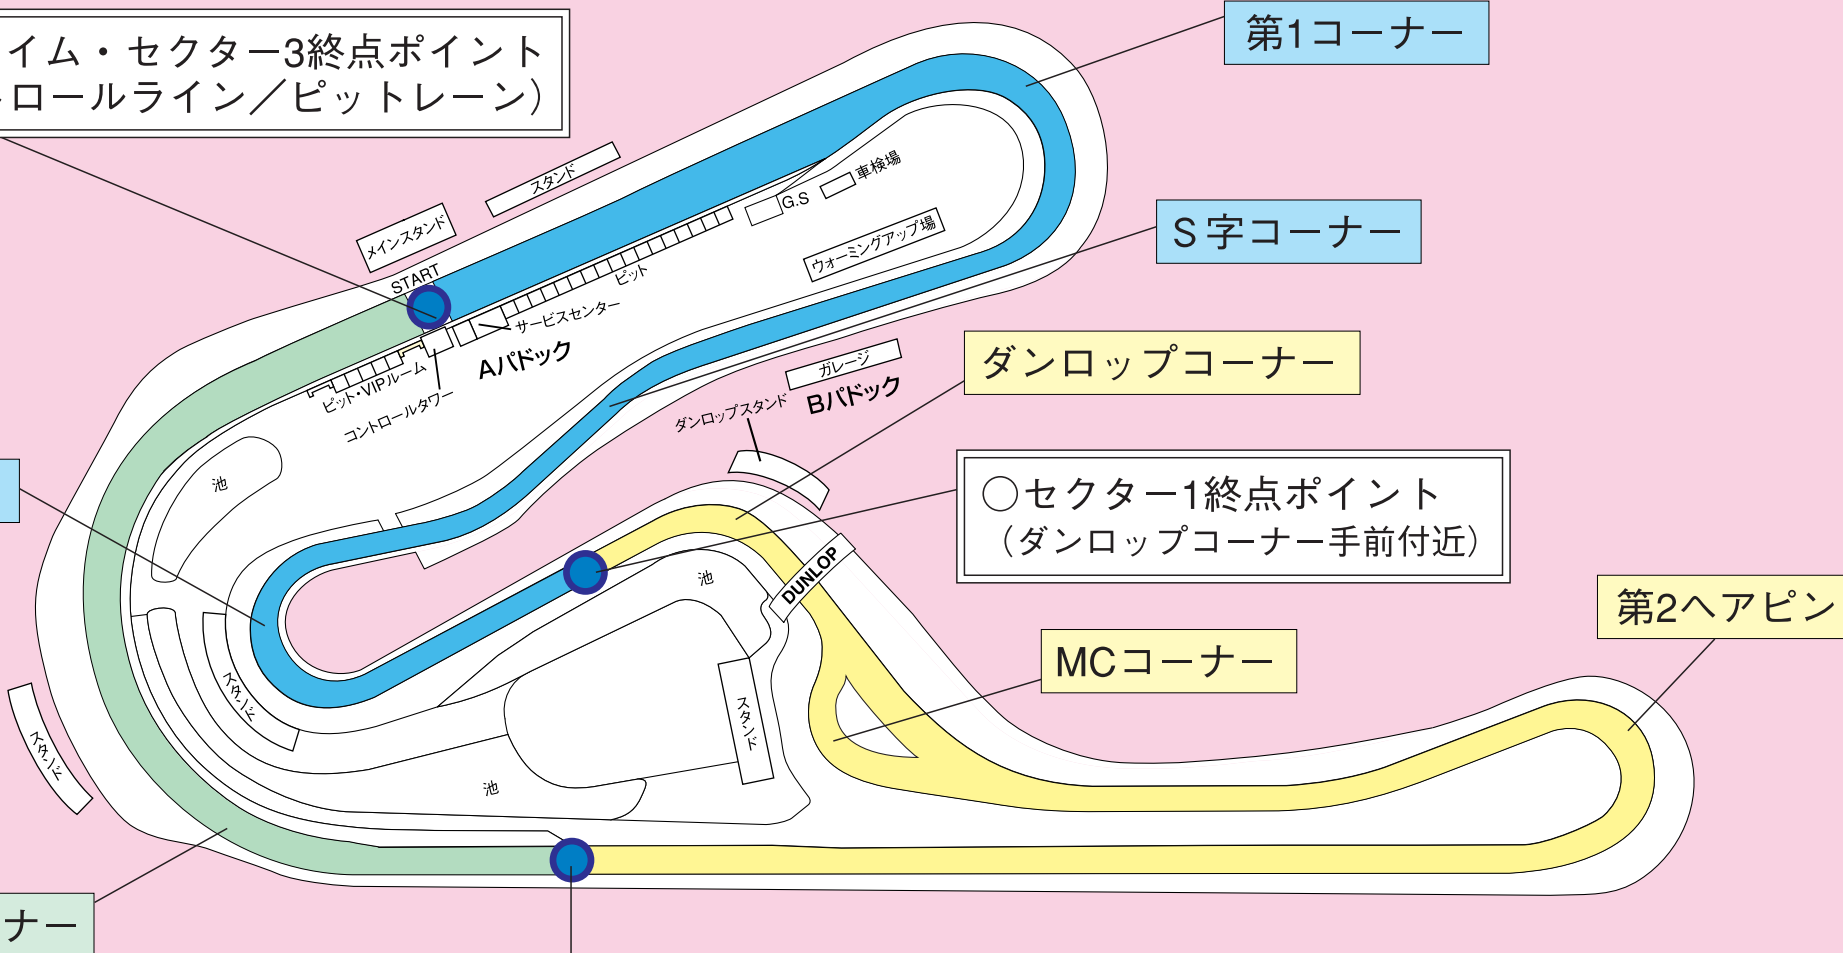 イム・セクター3終点ポイント
ロールライン／ピットレーン）
第1コーナー
スタンド
車検場
G.S
メインスタンド
S字コーナー
ウォーミングアップ場
START
ピット
サービスセンター
Aパドック
ピット・VIPルーム
コントロールタワー
ガレージ
Bパドック
ダンロップコーナー
ダンロップスタンド
池
○セクター1終点ポイント
（ダンロップコーナー手前付近）
池
DUNLOP
第2ヘアピン
MCコーナー
スタンド
スタンド
スタンド
池
ナー